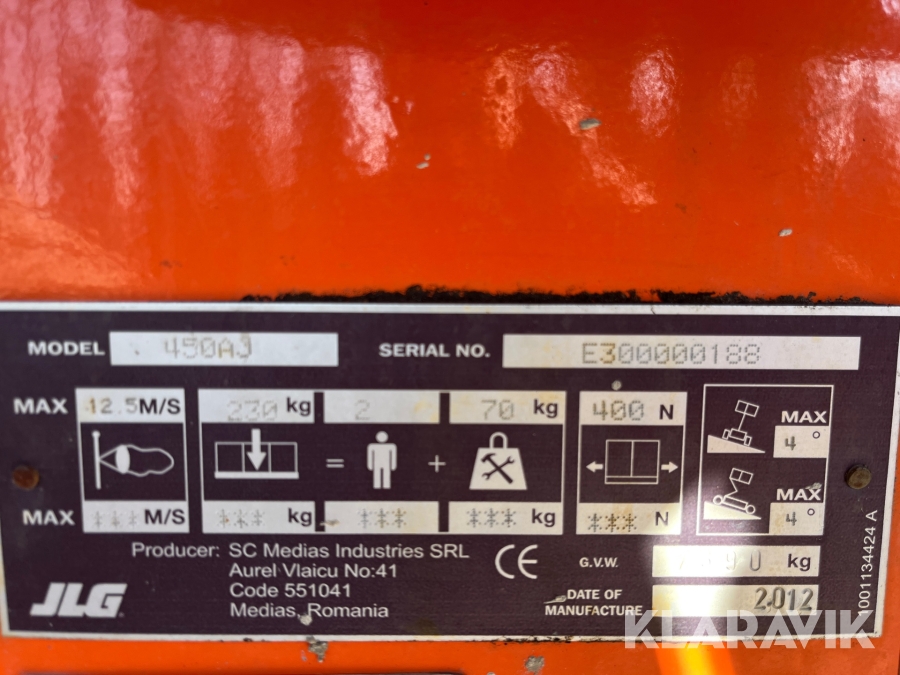 MODEL 450AJ SERIAL NO. E300000188
MAX 12.5 M/S 230 kg 2 70 kg 400 N MAX 4°
= +
MAX *** M/S *** kg *** *** kg *** N MAX 4°
Producer: SC Medias Industries SRL
Aurel Vlaicu No:41
Code 551041
Medias, Romania
CE
G.V.W. kg
DATE OF MANUFACTURE 2012
JLG
1001134424 A
KLARAVIK